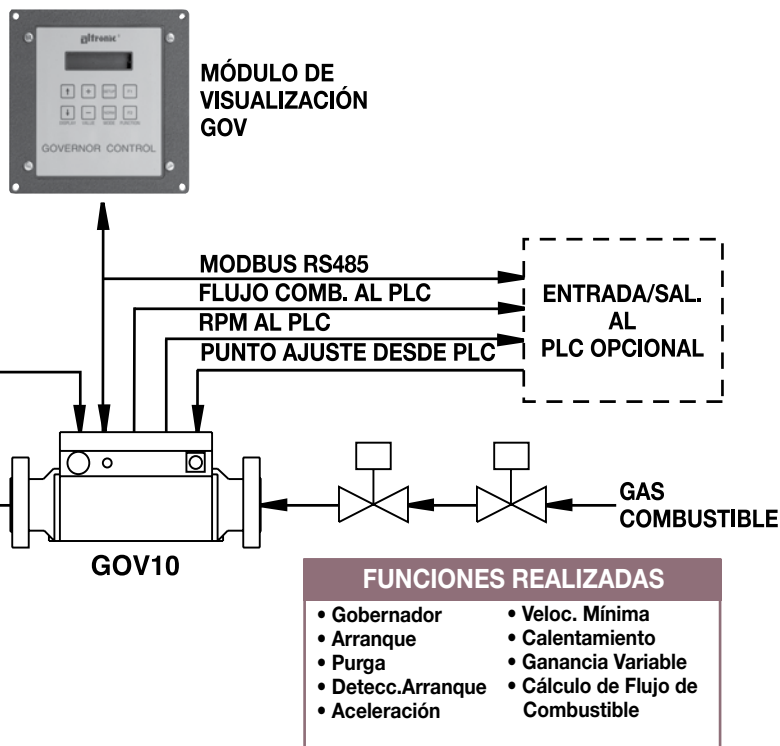 altronic
GOVERNOR CONTROL
MÓDULO DE
VISUALIZACIÓN
GOV
MODBUS RS485
FLUJO COMB. AL PLC
RPM AL PLC
PUNTO AJUSTE DESDE PLC
ENTRADA/SAL.
AL
PLC OPCIONAL
GAS
COMBUSTIBLE
GOV10
FUNCIONES REALIZADAS
• Gobernador
• Arranque
• Purga
• Detecc.Arranque
• Aceleración
• Veloc. Mínima
• Calentamiento
• Ganancia Variable
• Cálculo de Flujo de
Combustible